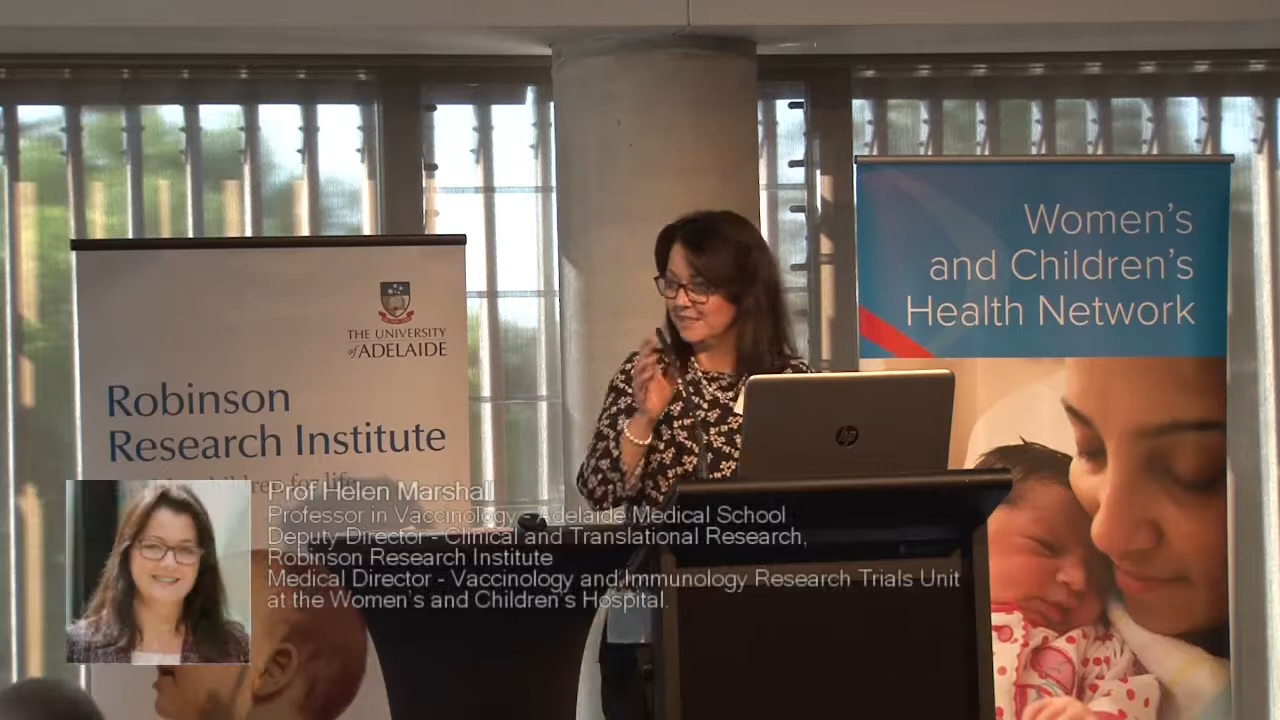 Women's
and Children's
Health Network
THE UNIVERSITY
of ADELAIDE
Robinson
Research Institute
for life
Prof Helen Marshall
Professor in Vaccinology - Adelaide Medical School
Deputy Director - Clinical and Translational Research,
Robinson Research Institute
Medical Director - Vaccinology and Immunology Research Trials Unit
at the Women's and Children's Hospital.
hp